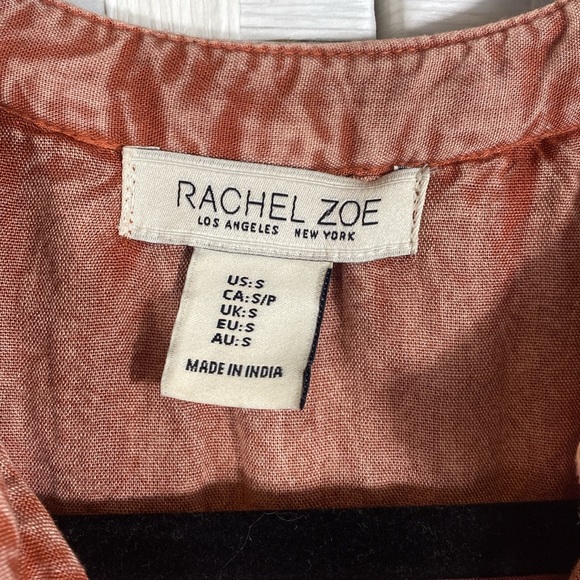 RACHEL ZOE
LOS ANGELES NEW YORK
US:S
CA:S/P
UK:S
EU:S
AU:S
MADE IN INDIA